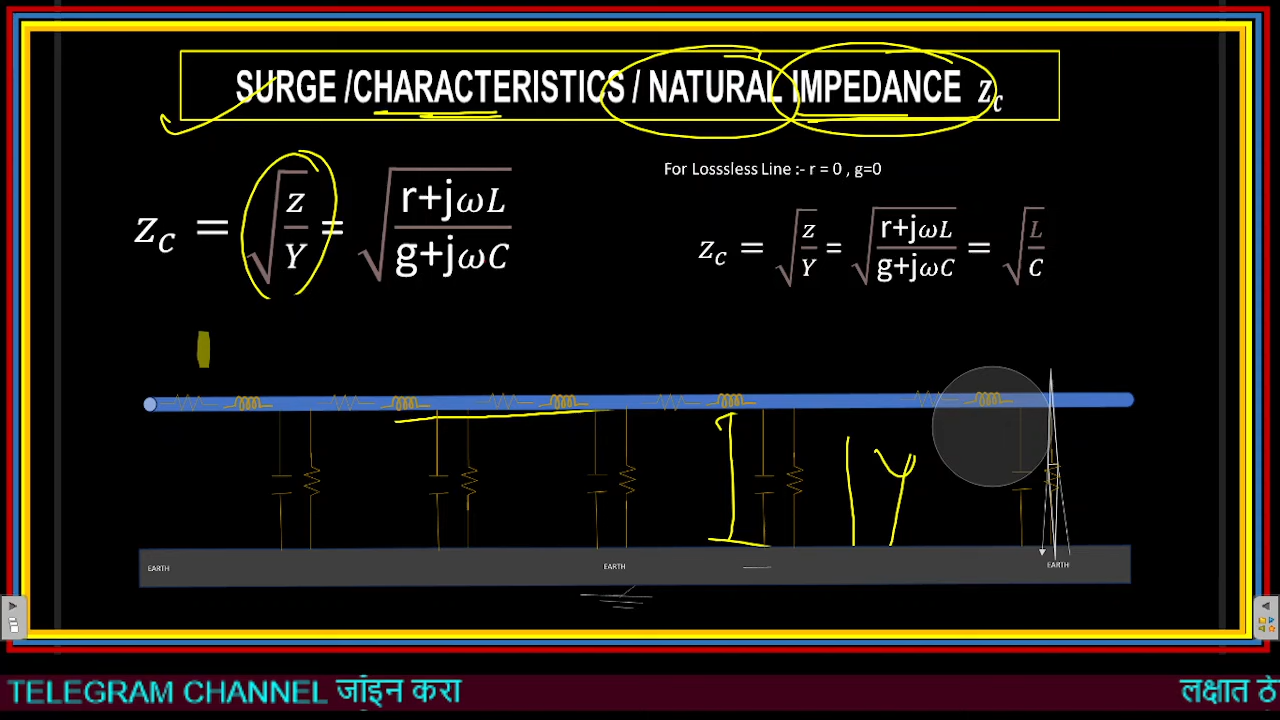 SURGE /CHARACTERISTICS / NATURAL IMPEDANCE z_C
z_C = √(z/Y) = √((r+jωL)/(g+jωC))
For Losssless Line :- r = 0 , g=0
z_C = √(z/Y) = √((r+jωL)/(g+jωC)) = √(L/C)
Y
EARTH EARTH EARTH
TELEGRAM CHANNEL जॉइन करा लक्षात ठे